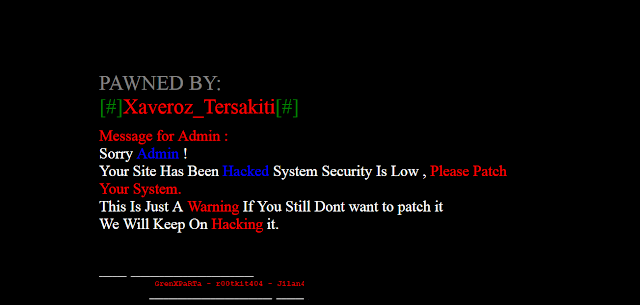 PAWNED BY:
[#]Xaveroz_Tersakiti[#]
Message for Admin :
Sorry Admin !
Your Site Has Been Hacked System Security Is Low , Please Patch
Your System.
This Is Just A Warning If You Still Dont want to patch it
We Will Keep On Hacking it.
GrenXPaRTa - r00tkit404 -